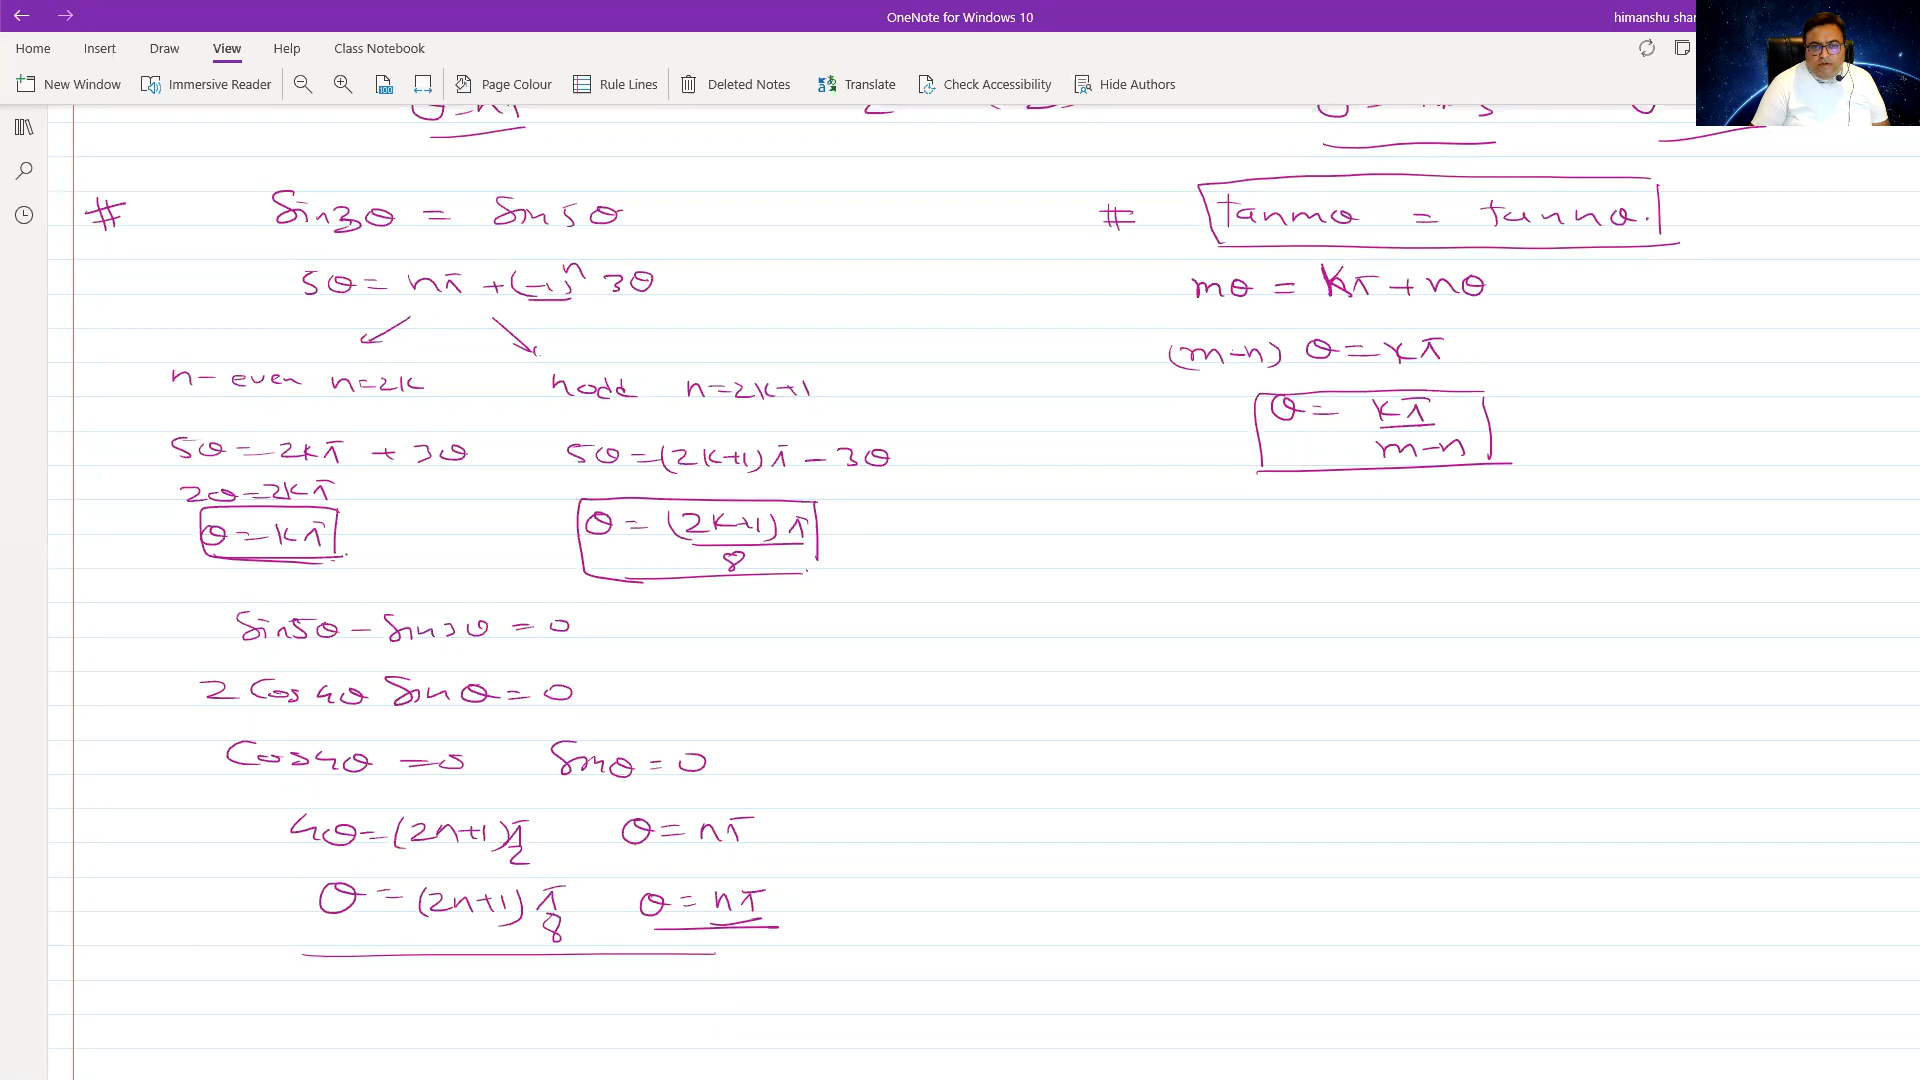 OneNote for Windows 10
himanshu shar
Home Insert Draw View Help Class Notebook
New Window Immersive Reader Page Colour Rule Lines Deleted Notes Translate Check Accessibility Hide Authors
# sin3θ = sin5θ
5θ = nπ + (-1)^n 3θ
n-even n=2k
n odd n=2k+1
5θ = 2kπ + 3θ
5θ = (2k+1)π - 3θ
2θ = 2kπ
θ = kπ
θ = (2k+1)π/8
sin5θ - sin3θ = 0
2 cos4θ sinθ = 0
cos4θ = 0 sinθ = 0
4θ = (2n+1)π/2 θ = nπ
θ = (2n+1)π/8 θ = nπ
# tanmθ = tannθ.
mθ = kπ + nθ
(m-n) θ = kπ
θ = kπ/m-n